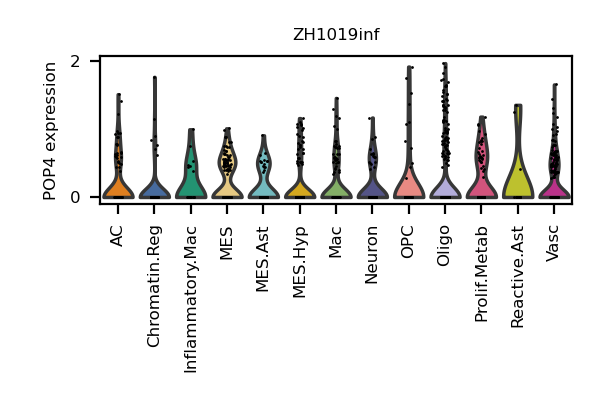 ZH1019inf
POP4 expression
2
0
AC
Chromatin.Reg
Inflammatory.Mac
MES
MES.Ast
MES.Hyp
Mac
Neuron
OPC
Oligo
Prolif.Metab
Reactive.Ast
Vasc